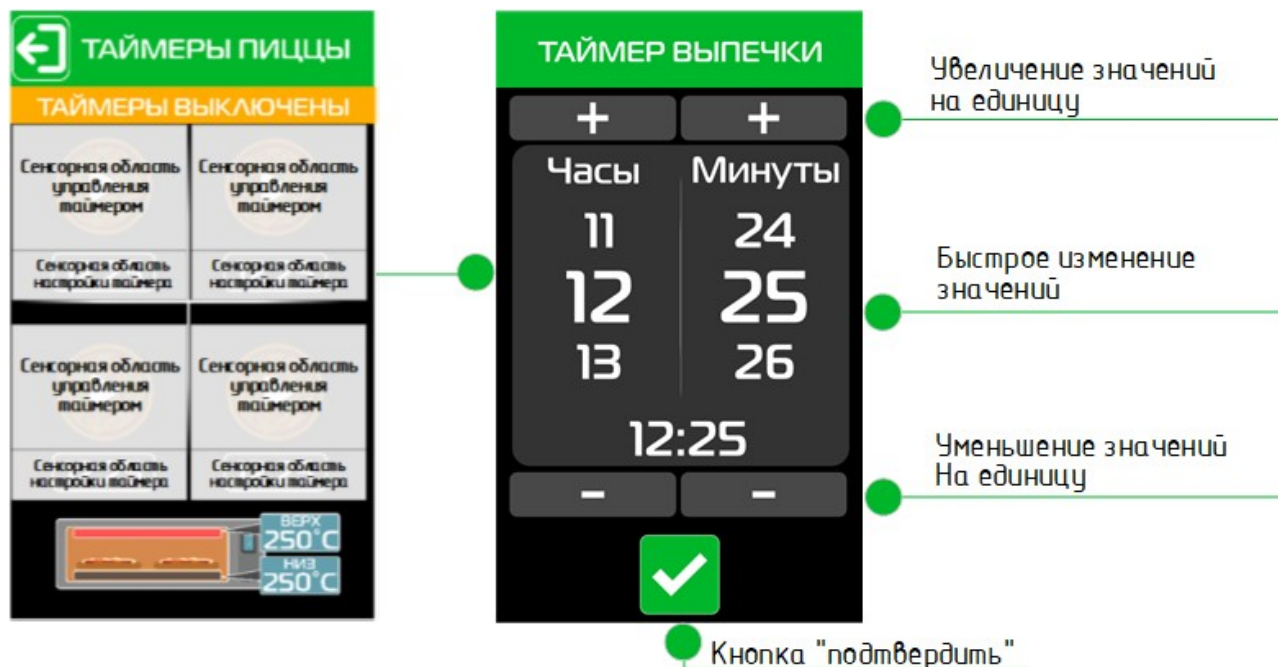 ТАЙМЕРЫ ПИЦЦЫ
ТАЙМЕРЫ ВЫКЛЮЧЕНЫ
Сенсорная область
управления
таймером
Сенсорная область
управления
таймером
Сенсорная область
настройки таймера
Сенсорная область
настройки таймера
Сенсорная область
управления
таймером
Сенсорная область
управления
таймером
Сенсорная область
настройки таймера
Сенсорная область
настройки таймера
ВЕРХ
250°C
НИЗ
250°C
ТАЙМЕР ВЫПЕЧКИ
+ +
Часы Минуты
11 24
12 25
13 26
12:25
- -
Увеличение значений
на единицу
Быстрое изменение
значений
Уменьшение значений
На единицу
Кнопка "подтвердить"